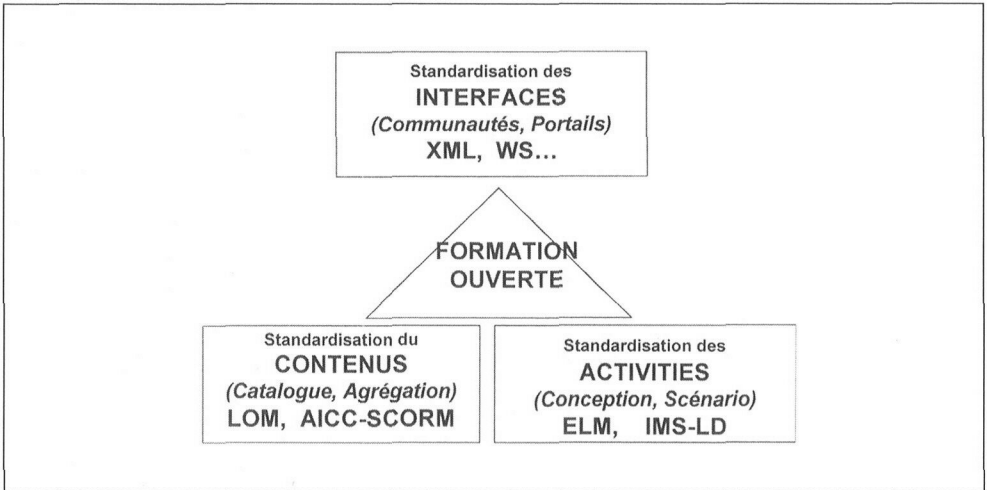 Standardisation des
INTERFACES
(Communautés, Portails)
XML, WS...
FORMATION
OUVERTE
Standardisation du
CONTENUS
(Catalogue, Agrégation)
LOM, AICC-SCORM
Standardisation des
ACTIVITIES
(Conception, Scénario)
ELM, IMS-LD